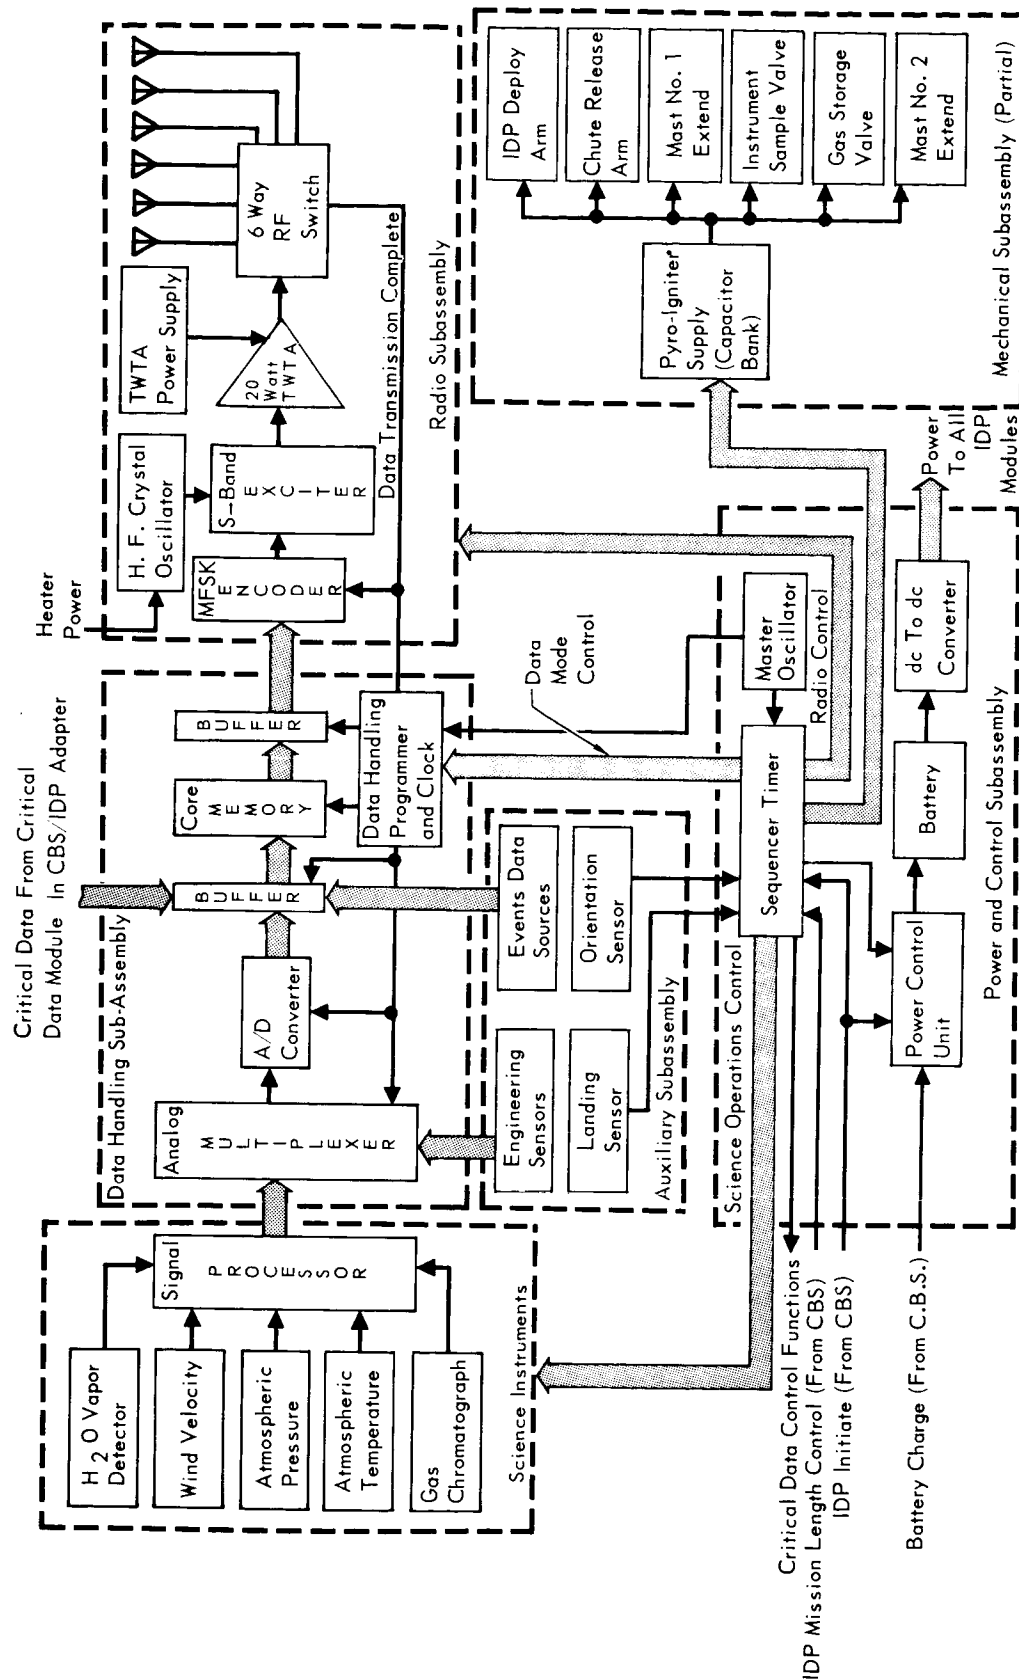 H2O Vapor
Detector
Wind Velocity
Atmospheric
Pressure
Atmospheric
Temperature
Gas
Chromatograph
Signal
PROCESSOR
Science Instruments
Critical Data From Critical
Data Module In CBS/IDP Adapter
Data Handling Sub-Assembly
Analog
MULTIPLEXER
A/D
Converter
BUFFER
Core
MEMORY
BUFFER
Data Handling
Programmer
and Clock
Heater
Power
H. F. Crystal
Oscillator
TWTA
Power Supply
MFSK
ENCODER
S-Band
EXCITER
20
Watt
TWTA
6 Way
RF
Switch
Data Transmission Complete
Radio Subassembly
Engineering
Sensors
Events Data
Sources
Landing
Sensor
Orientation
Sensor
Auxiliary Subassembly
Data
Mode
Control
Science Operations Control
Sequencer Timer
Master
Oscillator
Radio Control
Critical Data Control Functions
IDP Mission Length Control (From CBS)
IDP Initiate (From CBS)
Battery Charge (From C.B.S.)
Power Control
Unit
Battery
dc To dc
Converter
Power and Control Subassembly
Power
To All
IDP
Modules
Pyro-Igniter
Supply
(Capacitor
Bank)
IDP Deploy
Arm
Chute Release
Arm
Mast No. 1
Extend
Instrument
Sample Valve
Gas Storage
Valve
Mast No. 2
Extend
Mechanical Subassembly (Partial)